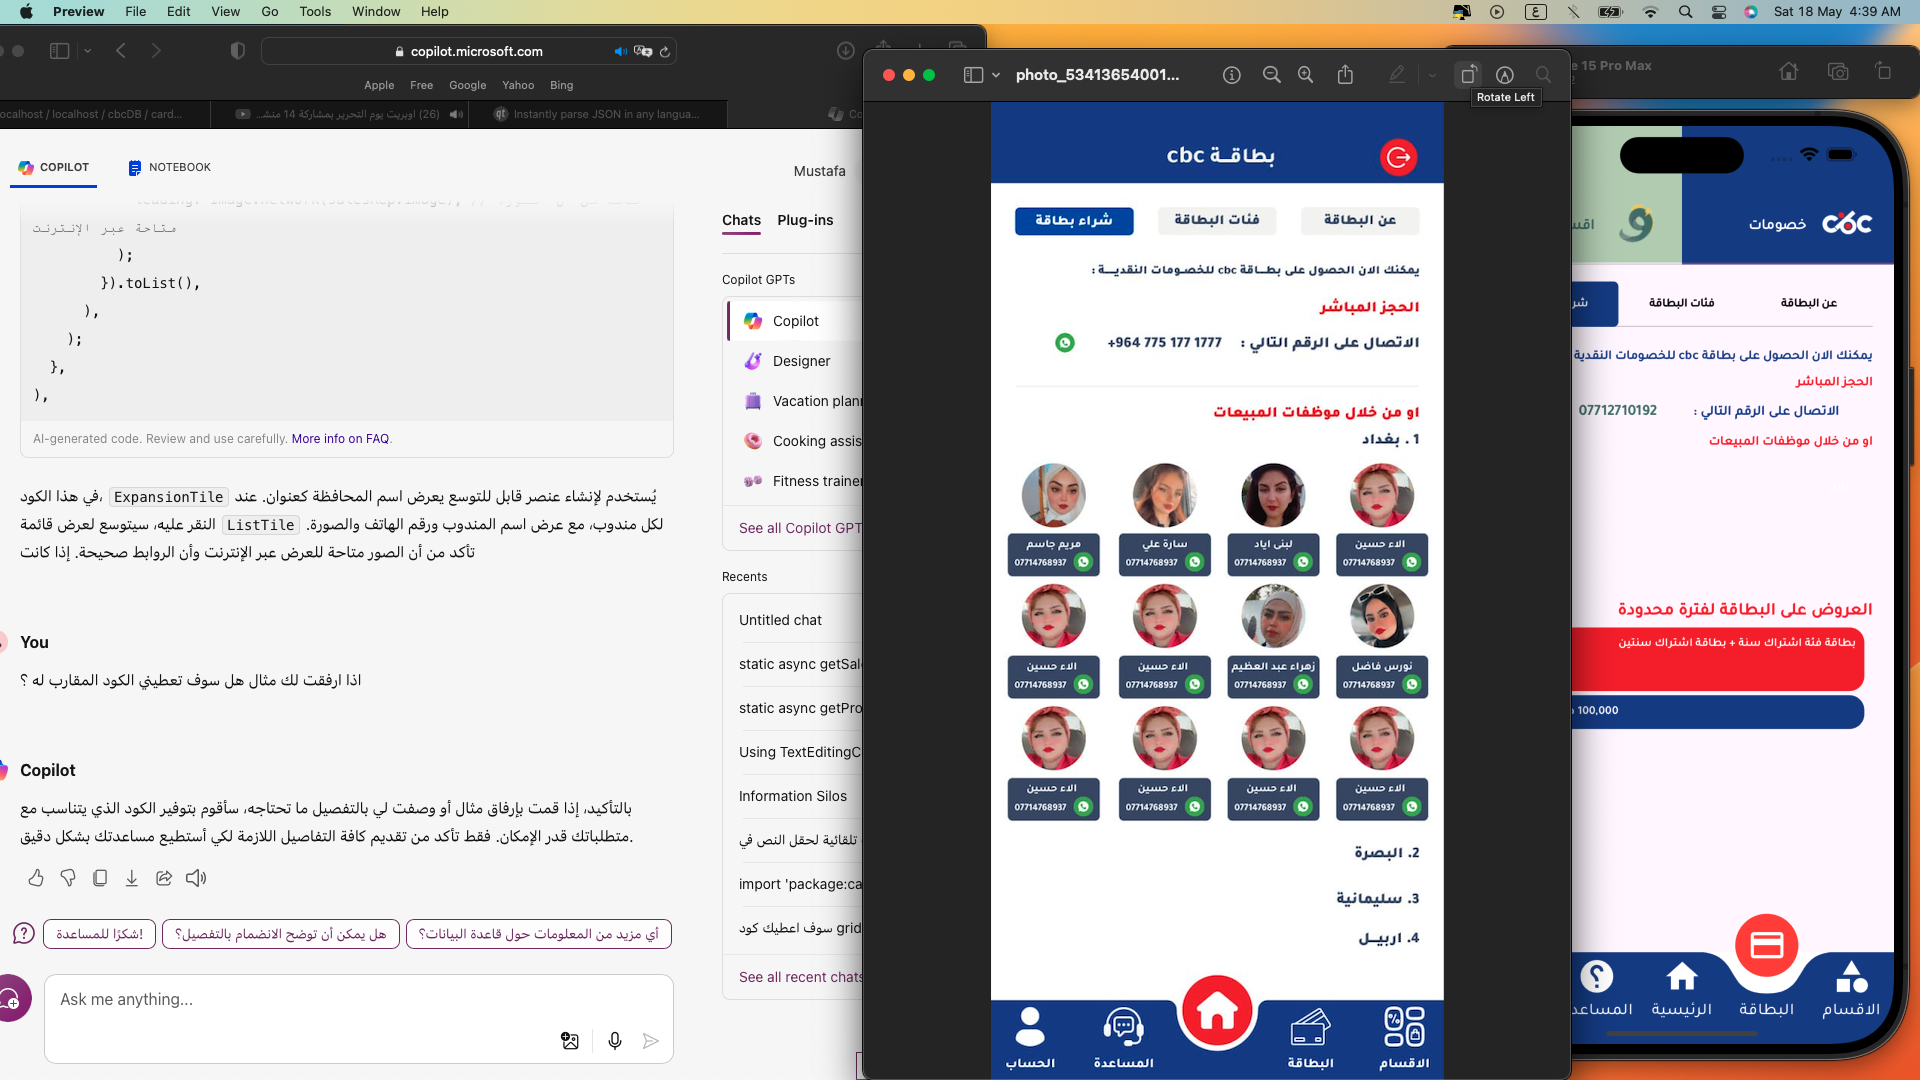 Preview File Edit View Go Tools Window Help
Sat 18 May 4:39 AM
copilot.microsoft.com
Apple Free Google Yahoo Bing
ocalhost / localhost / cbcDB / card...
(26) اوبريت يوم التحرير بمشاركة 14 منش...
Instantly parse JSON in any langua...
Co
COPILOT
NOTEBOOK
Mustafa
متاحة عبر الإنترنت
);
}).toList(),
),
);
},
),
AI-generated code. Review and use carefully. More info on FAQ.
في هذا الكود، ExpansionTile يُستخدم لإنشاء عنصر قابل للتوسع يعرض اسم المحافظة كعنوان. عند
النقر عليه، سيتوسع لعرض قائمة ListTile لكل مندوب، مع عرض اسم المندوب ورقم الهاتف والصورة.
تأكد من أن الصور متاحة للعرض عبر الإنترنت وأن الروابط صحيحة. إذا كانت
You
اذا ارفقت لك مثال هل سوف تعطيني الكود المقارب له ؟
Copilot
بالتأكيد، إذا قمت بإرفاق مثال أو وصفت لي بالتفصيل ما تحتاجه، سأقوم بتوفير الكود الذي يتناسب مع
متطلباتك قدر الإمكان. فقط تأكد من تقديم كافة التفاصيل اللازمة لكي أستطيع مساعدتك بشكل دقيق.
شكرًا للمساعدة!
هل يمكن أن توضح الانضمام بالتفصيل؟
أي مزيد من المعلومات حول قاعدة البيانات؟
Ask me anything...
Chats Plug-ins
Copilot GPTs
Copilot
Designer
Vacation plan
Cooking assis
Fitness trainer
See all Copilot GPT
Recents
Untitled chat
static async getSal
static async getPro
Using TextEditingC
Information Silos
تلقائية لحقل النص في
import 'package:ca
سوف اعطيك كود grid
See all recent chats
photo_53413654001...
Rotate Left
بطاقـة cbc
عن البطاقة
فئات البطاقة
شراء بطاقة
يمكنك الان الحصول على بطـاقة cbc للخصـومات النقديـة :
الحجز المباشر
الاتصال على الرقم التالي : +964 775 177 1777
او من خلال موظفات المبيعات
1 . بغداد
الاء حسين
لبنى اياد
سارة علي
مريم جاسم
07714768937
07714768937
07714768937
07714768937
نورس فاضل
زهراء عبد العظيم
الاء حسين
الاء حسين
07714768937
07714768937
07714768937
07714768937
الاء حسين
الاء حسين
الاء حسين
الاء حسين
07714768937
07714768937
07714768937
07714768937
2. البصرة
3. سليمانية
4. اربيـل
الاقسام
البطاقة
المساعدة
الحساب
e 15 Pro Max
cbc خصومات
اقس
عن البطاقة
فئات البطاقة
شر
يمكنك الان الحصول على بطاقة cbc للخصومات النقدية
الحجز المباشر
الاتصال على الرقم التالي : 07712710192
او من خلال موظفات المبيعات
العروض على البطاقة لفترة محدودة
بطاقة فئة اشتراك سنة + بطاقة اشتراك سنتين
100,000
الاقسام
البطاقة
الرئيسية
المساعد